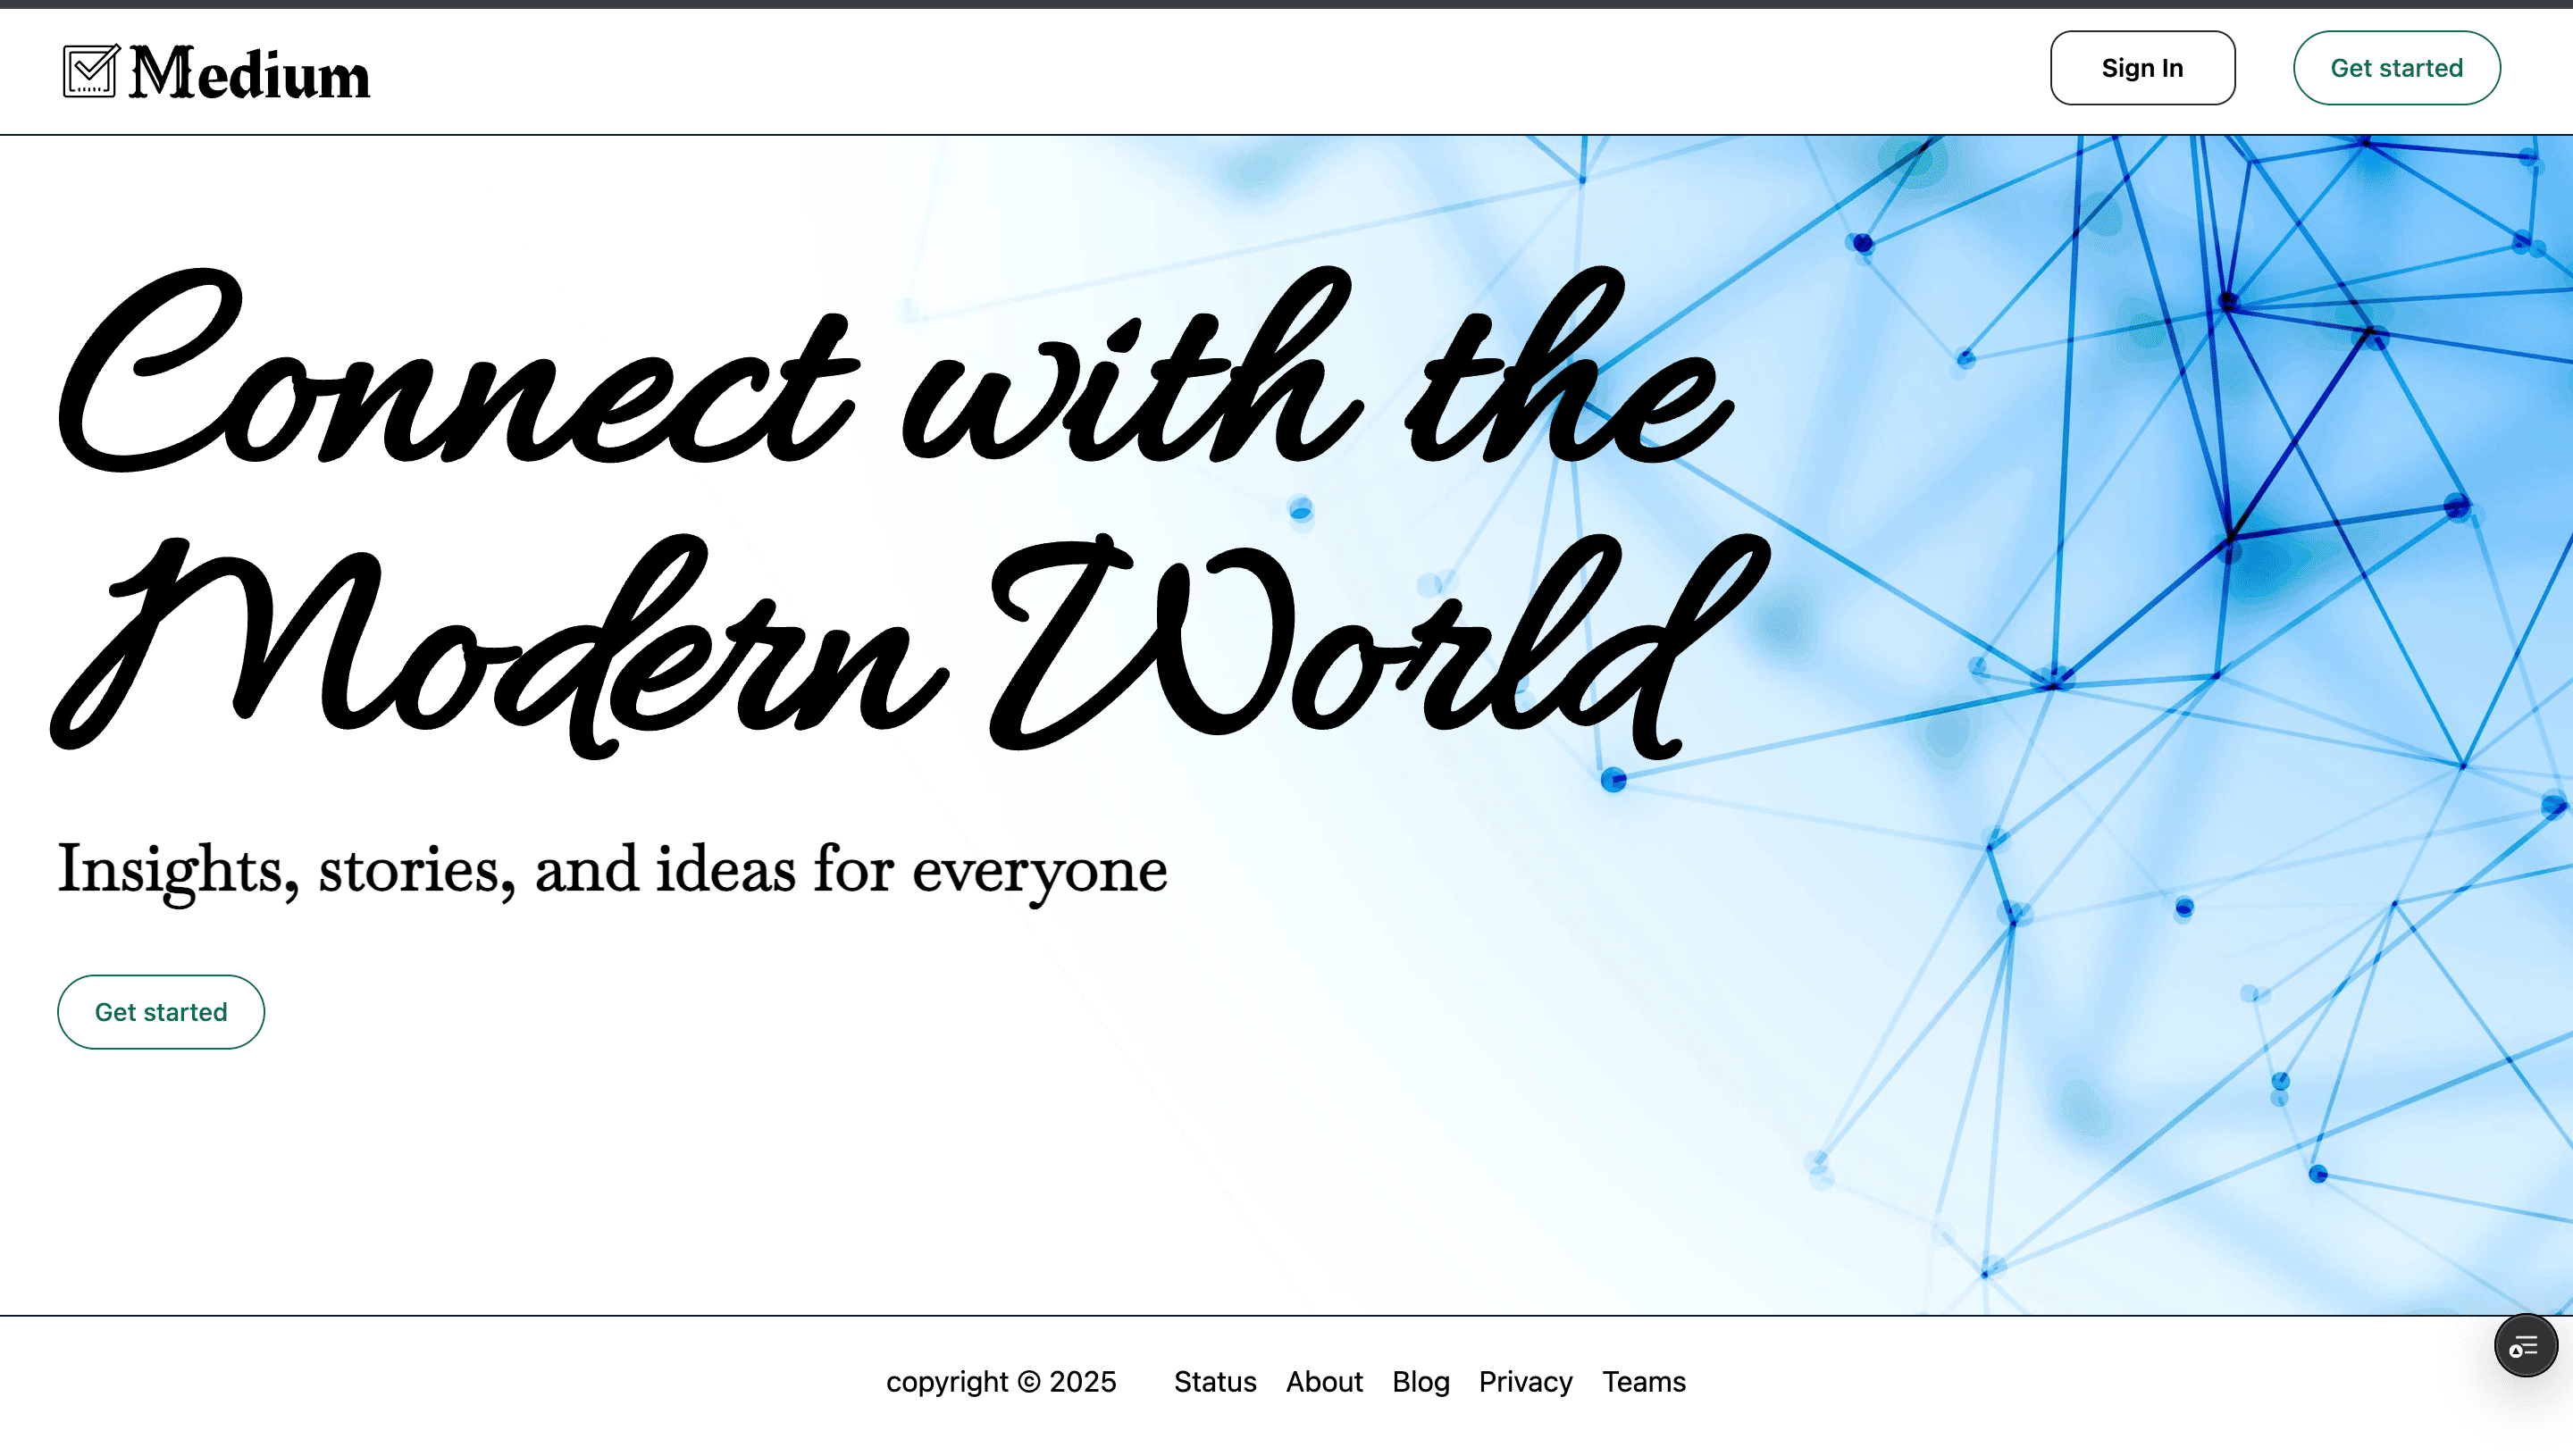 Medium
Sign In
Get started
Connect with the
Modern World
Insights, stories, and ideas for everyone
Get started
copyright © 2025 Status About Blog Privacy Teams